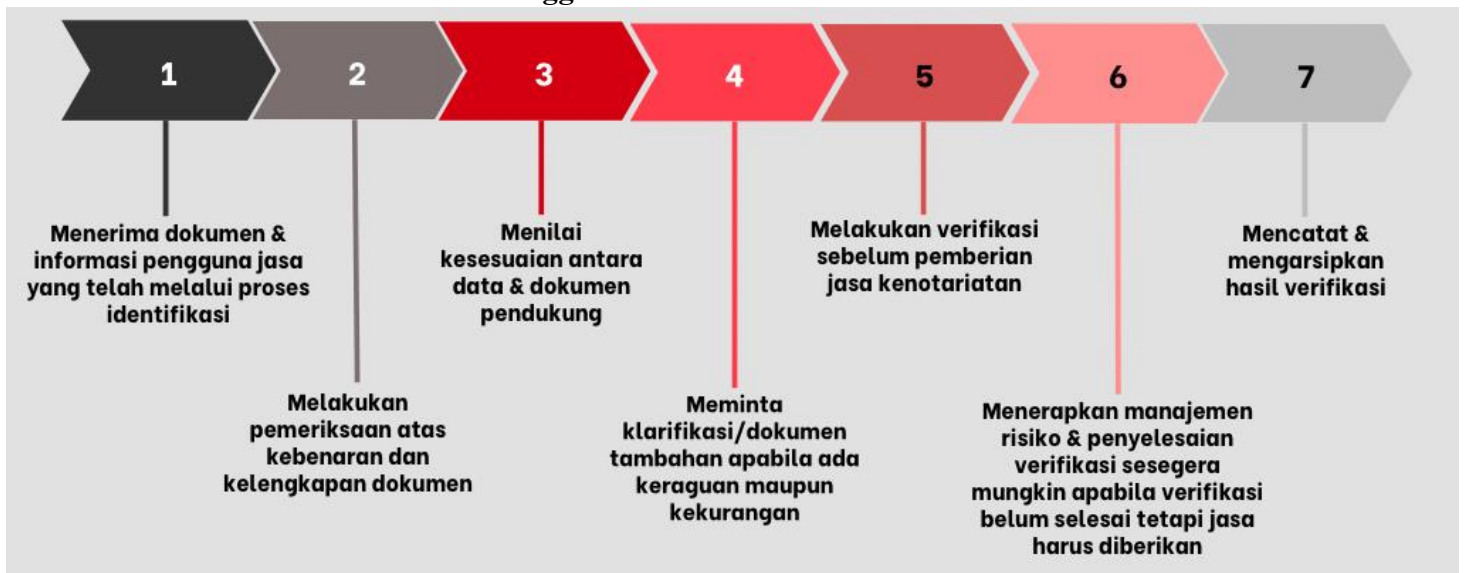 1
2
3
4
5
6
7
Menerima dokumen &
informasi pengguna jasa
yang telah melalui proses
identifikasi
Melakukan
pemeriksaan atas
kebenaran dan
kelengkapan dokumen
Menilai
kesesuaian antara
data & dokumen
pendukung
Meminta
klarifikasi/dokumen
tambahan apabila ada
keraguan maupun
kekurangan
Melakukan verifikasi
sebelum pemberian
jasa kenotariatan
Menerapkan manajemen
risiko & penyelesaian
verifikasi sesegera
mungkin apabila verifikasi
belum selesai tetapi jasa
harus diberikan
Mencatat &
mengarsipkan
hasil verifikasi